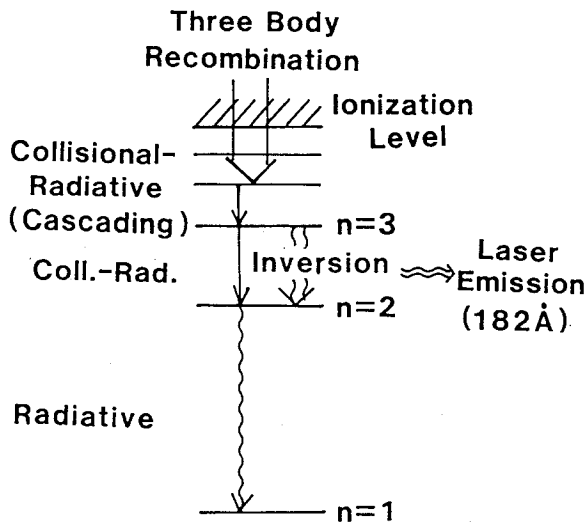 Three Body
Recombination
Ionization
Level
Collisional-
Radiative
(Cascading)
n=3
Coll.-Rad.
Inversion
Laser
Emission
(182Å)
n=2
Radiative
n=1